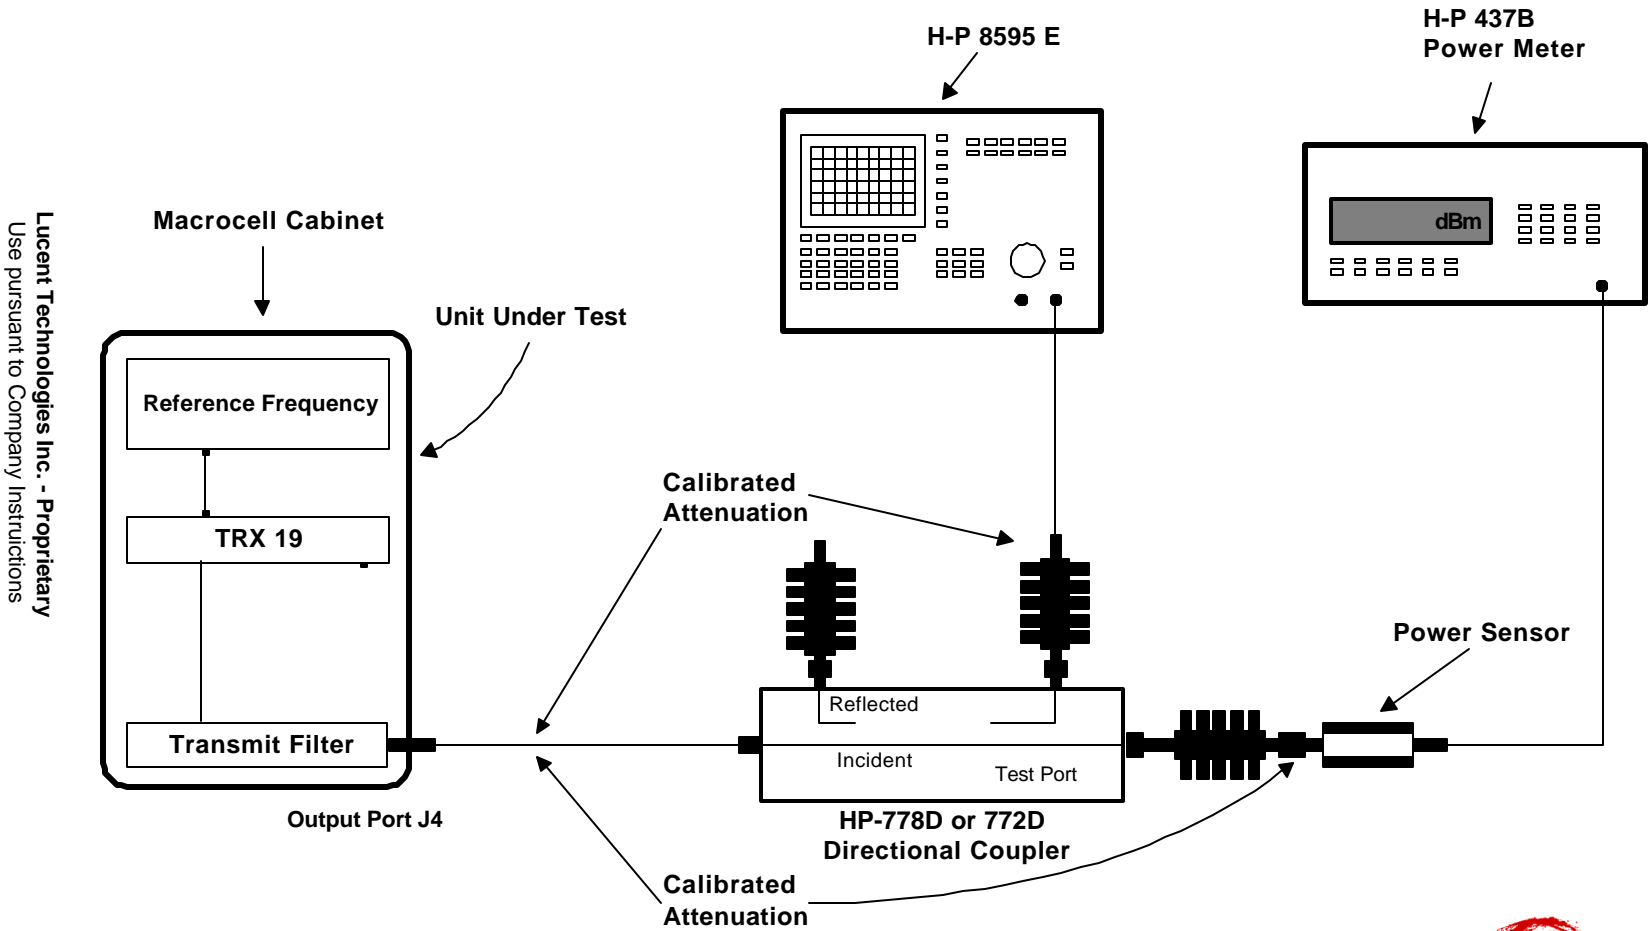 H-P 8595 E
H-P 437B
Power Meter
dBm
Macrocell Cabinet
Unit Under Test
Reference Frequency
TRX 19
Transmit Filter
Output Port J4
Calibrated
Attenuation
Power Sensor
Reflected
Incident
Test Port
HP-778D or 772D
Directional Coupler
Calibrated
Attenuation
Lucent Technologies Inc. - Proprietary
Use pursuant to Company Instruictions